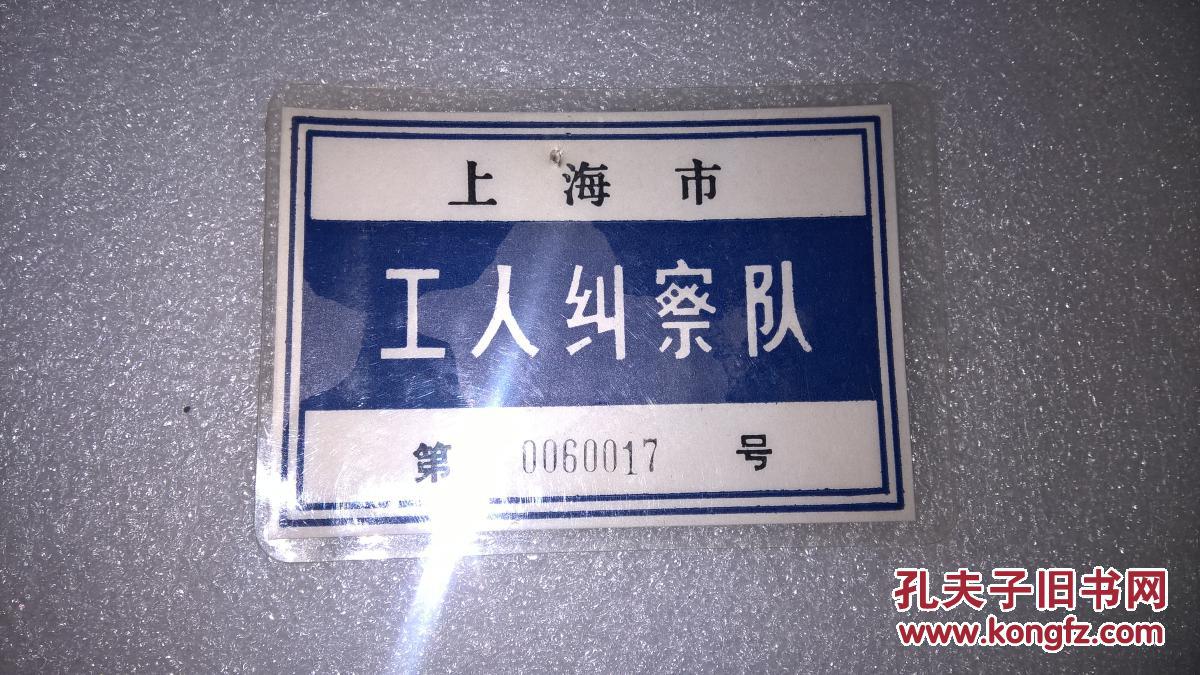 上海市
工人纠察队
第 0060017 号
孔夫子旧书网
www.kongfz.com